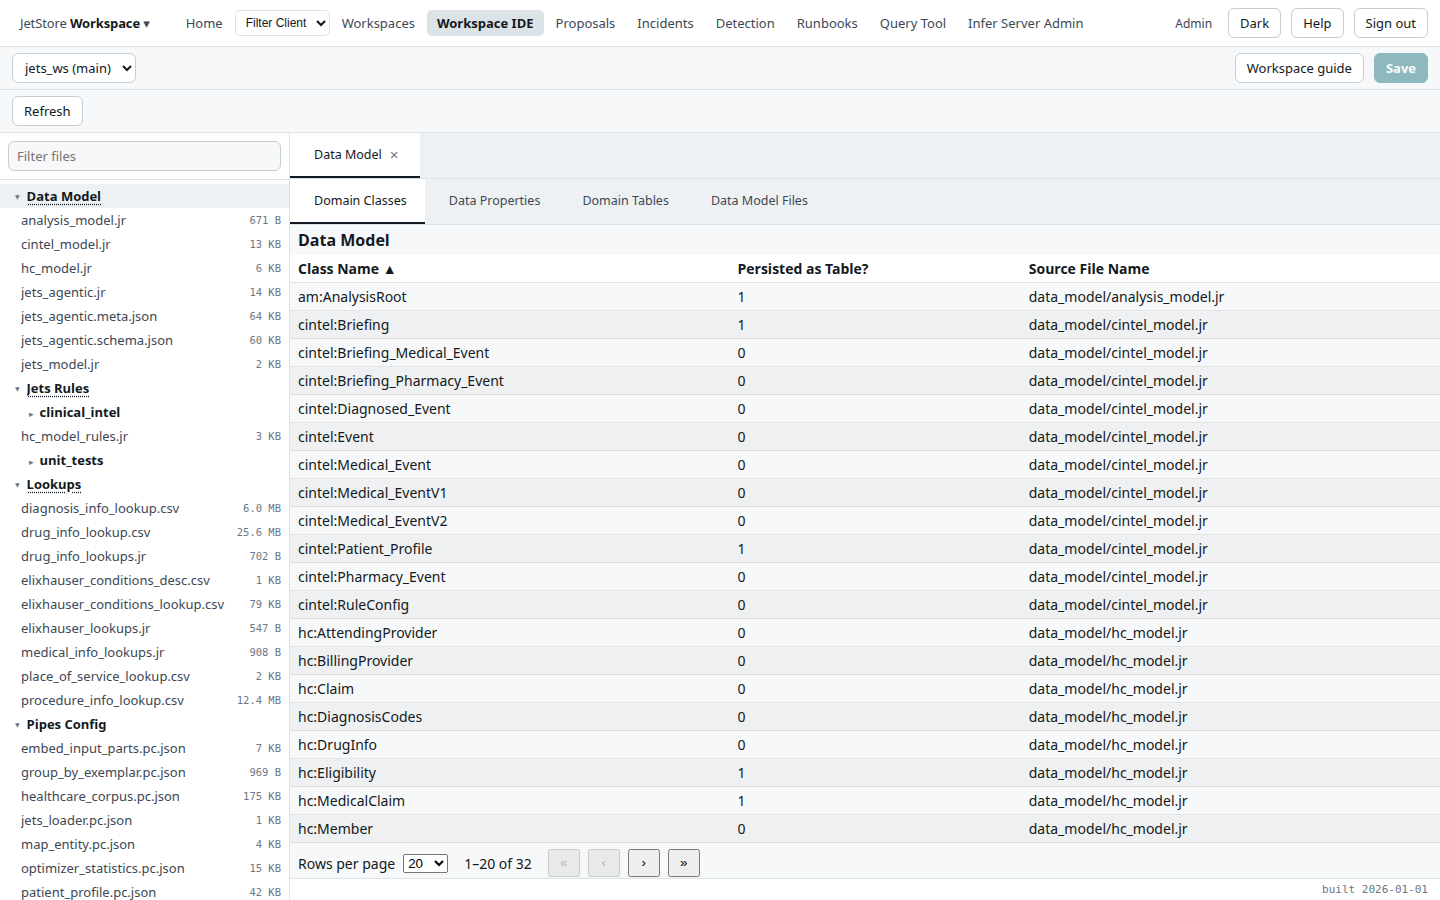 JetStore Workspace ▾ Home Filter Client Workspaces Workspace IDE Proposals Incidents Detection Runbooks Query Tool Infer Server Admin Admin Dark Help Sign out
jets_ws (main) Workspace guide Save
Refresh
Filter files
Data Model
analysis_model.jr 671 B
cintel_model.jr 13 KB
hc_model.jr 6 KB
jets_agentic.jr 14 KB
jets_agentic.meta.json 64 KB
jets_agentic.schema.json 60 KB
jets_model.jr 2 KB
Jets Rules
clinical_intel
hc_model_rules.jr 3 KB
unit_tests
Lookups
diagnosis_info_lookup.csv 6.0 MB
drug_info_lookup.csv 25.6 MB
drug_info_lookups.jr 702 B
elixhauser_conditions_desc.csv 1 KB
elixhauser_conditions_lookup.csv 79 KB
elixhauser_lookups.jr 547 B
medical_info_lookups.jr 908 B
place_of_service_lookup.csv 2 KB
procedure_info_lookup.csv 12.4 MB
Pipes Config
embed_input_parts.pc.json 7 KB
group_by_exemplar.pc.json 969 B
healthcare_corpus.pc.json 175 KB
jets_loader.pc.json 1 KB
map_entity.pc.json 4 KB
optimizer_statistics.pc.json 15 KB
patient_profile.pc.json 42 KB
Data Model ×
Domain Classes Data Properties Domain Tables Data Model Files
Data Model
Class Name ▲ Persisted as Table? Source File Name
am:AnalysisRoot 1 data_model/analysis_model.jr
cintel:Briefing 1 data_model/cintel_model.jr
cintel:Briefing_Medical_Event 0 data_model/cintel_model.jr
cintel:Briefing_Pharmacy_Event 0 data_model/cintel_model.jr
cintel:Diagnosed_Event 0 data_model/cintel_model.jr
cintel:Event 0 data_model/cintel_model.jr
cintel:Medical_Event 0 data_model/cintel_model.jr
cintel:Medical_EventV1 0 data_model/cintel_model.jr
cintel:Medical_EventV2 0 data_model/cintel_model.jr
cintel:Patient_Profile 1 data_model/cintel_model.jr
cintel:Pharmacy_Event 0 data_model/cintel_model.jr
cintel:RuleConfig 0 data_model/cintel_model.jr
hc:AttendingProvider 0 data_model/hc_model.jr
hc:BillingProvider 0 data_model/hc_model.jr
hc:Claim 0 data_model/hc_model.jr
hc:DiagnosisCodes 0 data_model/hc_model.jr
hc:DrugInfo 0 data_model/hc_model.jr
hc:Eligibility 1 data_model/hc_model.jr
hc:MedicalClaim 1 data_model/hc_model.jr
hc:Member 0 data_model/hc_model.jr
Rows per page 20 1–20 of 32 « ‹ › »
built 2026-01-01